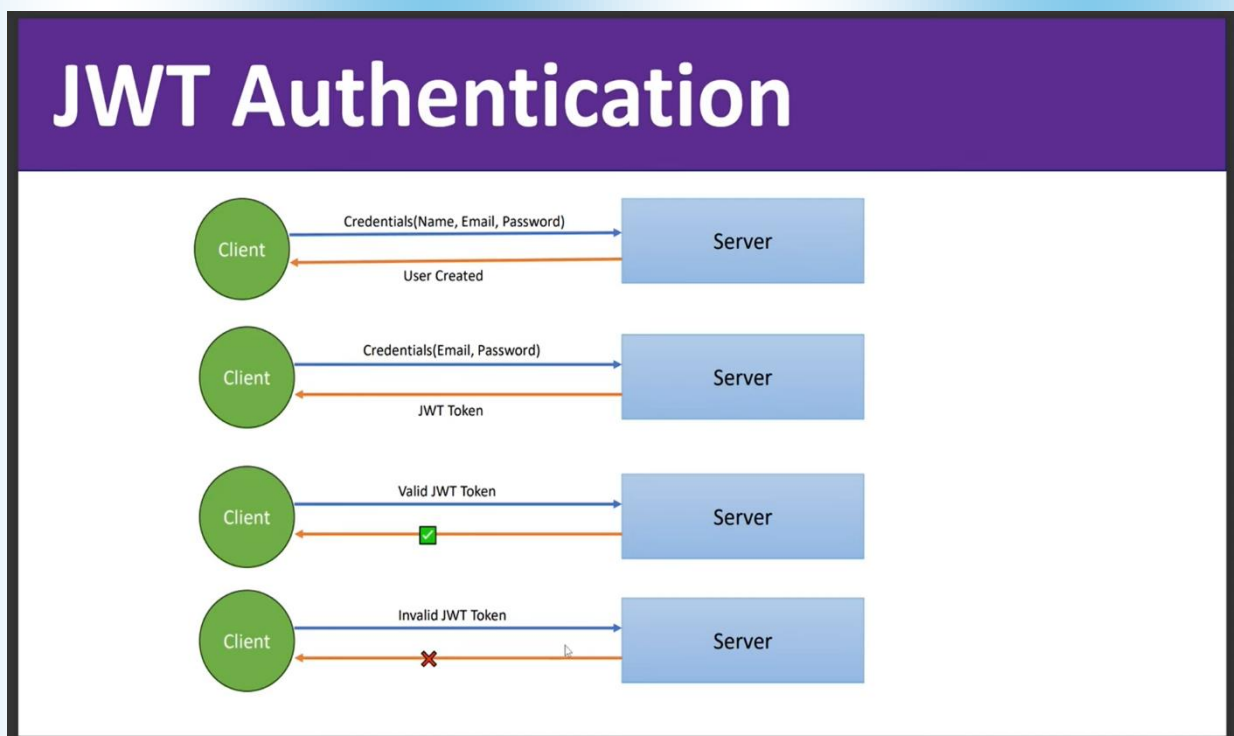 JWT Authentication
Credentials(Name, Email, Password)
Client
Server
User Created
Credentials(Email, Password)
Client
Server
JWT Token
Valid JWT Token
Client
Server
Invalid JWT Token
Client
Server